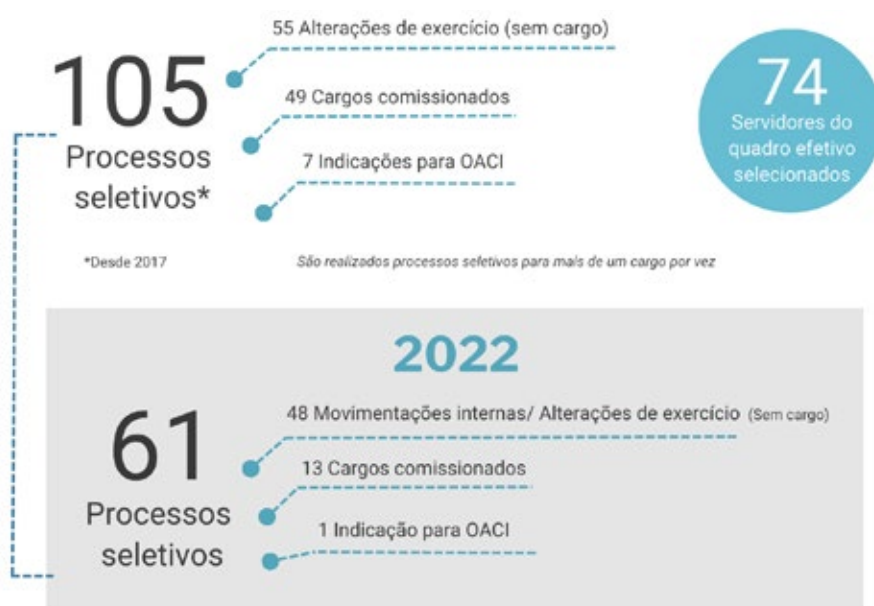 55 Alterações de exercício (sem cargo)
105
Processos
seletivos*
49 Cargos comissionados
7 Indicações para OACI
74
Servidores do
quadro efetivo
selecionados
*Desde 2017
São realizados processos seletivos para mais de um cargo por vez
2022
61
Processos
seletivos
48 Movimentações internas/ Alterações de exercício (Sem cargo)
13 Cargos comissionados
1 Indicação para OACI